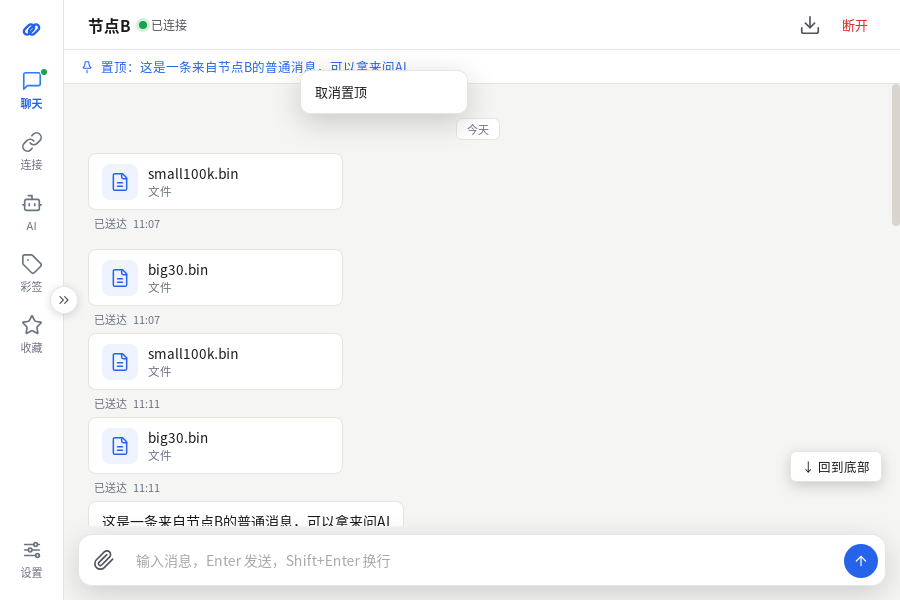 节点B 已连接
断开
置顶：这是一条来自节点B的普通消息，可以拿来问AI
取消置顶
聊天
连接
AI
彩签
收藏
设置
今天
small100k.bin
文件
已送达 11:07
big30.bin
文件
已送达 11:07
small100k.bin
文件
已送达 11:11
big30.bin
文件
已送达 11:11
这是一条来自节点B的普通消息，可以拿来问AI
↓ 回到底部
输入消息，Enter 发送，Shift+Enter 换行